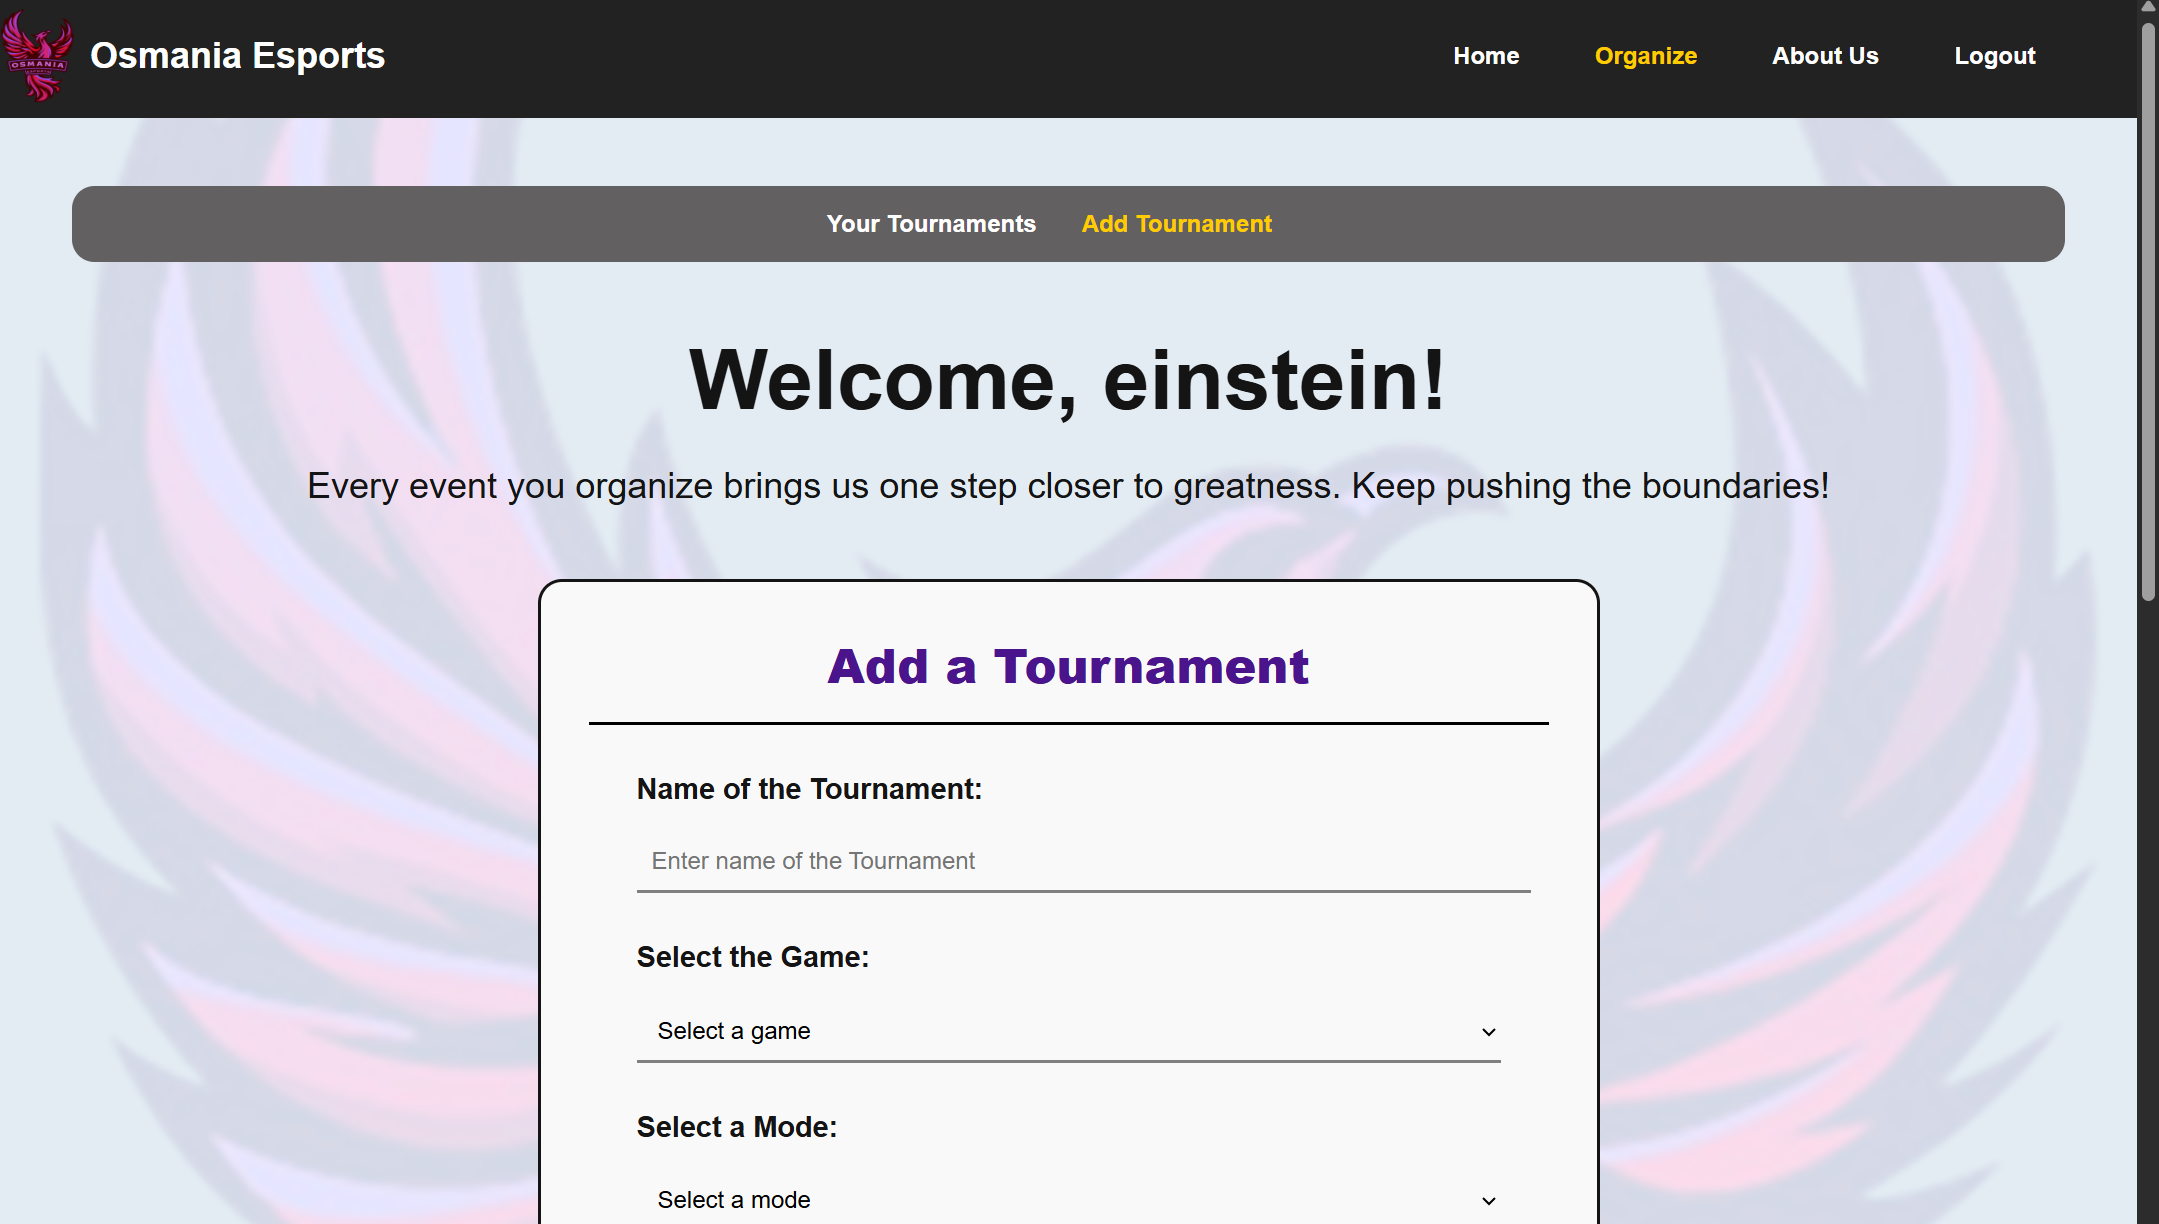 OSMANIA
Osmania Esports
Home
Organize
About Us
Logout
Your Tournaments
Add Tournament
Welcome, einstein!
Every event you organize brings us one step closer to greatness. Keep pushing the boundaries!
Add a Tournament
Name of the Tournament:
Enter name of the Tournament
Select the Game:
Select a game
Select a Mode:
Select a mode